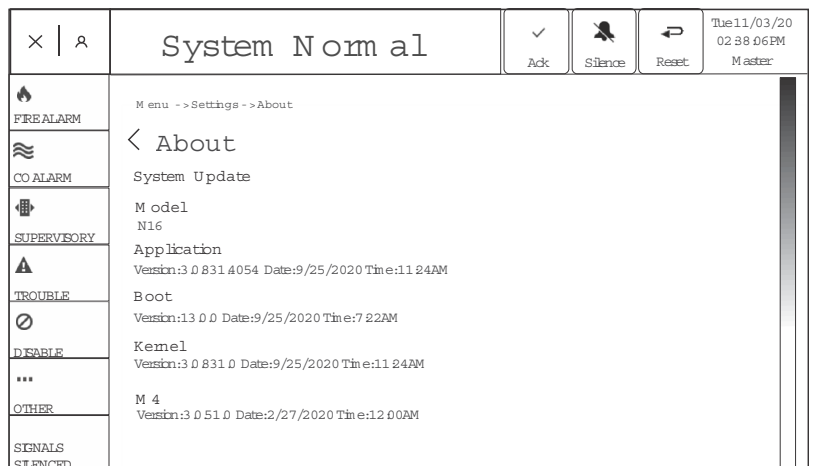 System Normal
Ack
Silence
Reset
Tue 11/03/20
02:38:06 PM
Master
FIRE ALARM
CO ALARM
SUPERVISORY
TROUBLE
DISABLE
OTHER
SIGNALS
SILENCED
Menu -> Settings -> About
About
System Update
Model
N16
Application
Version: 3.0.831.4054 Date: 9/25/2020 Time: 11:24AM
Boot
Version: 13.0.0 Date: 9/25/2020 Time: 7:22AM
Kernel
Version: 3.0.831.0 Date: 9/25/2020 Time: 11:24AM
M4
Version: 3.0.51.0 Date: 2/27/2020 Time: 12:00AM